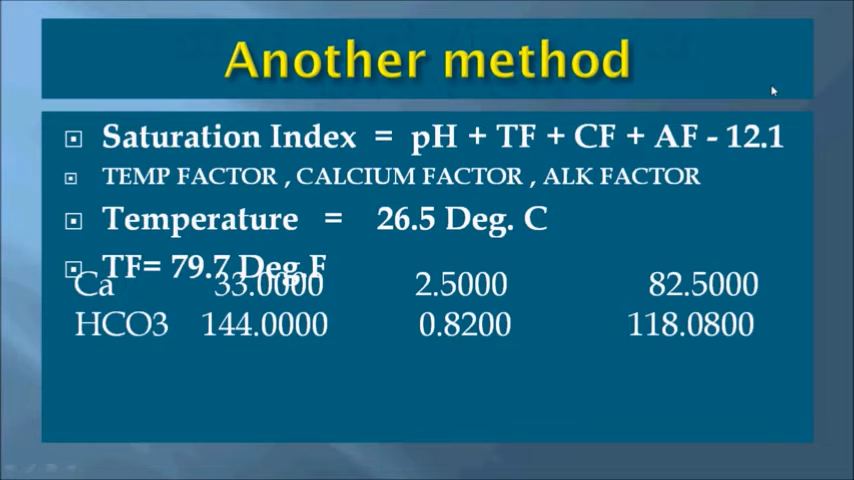 Another method
Saturation Index = pH + TF + CF + AF - 12.1
TEMP FACTOR , CALCIUM FACTOR , ALK FACTOR
Temperature = 26.5 Deg. C
TF= 79.7 Deg.F
Ca 33.0000 2.5000 82.5000
HCO3 144.0000 0.8200 118.0800